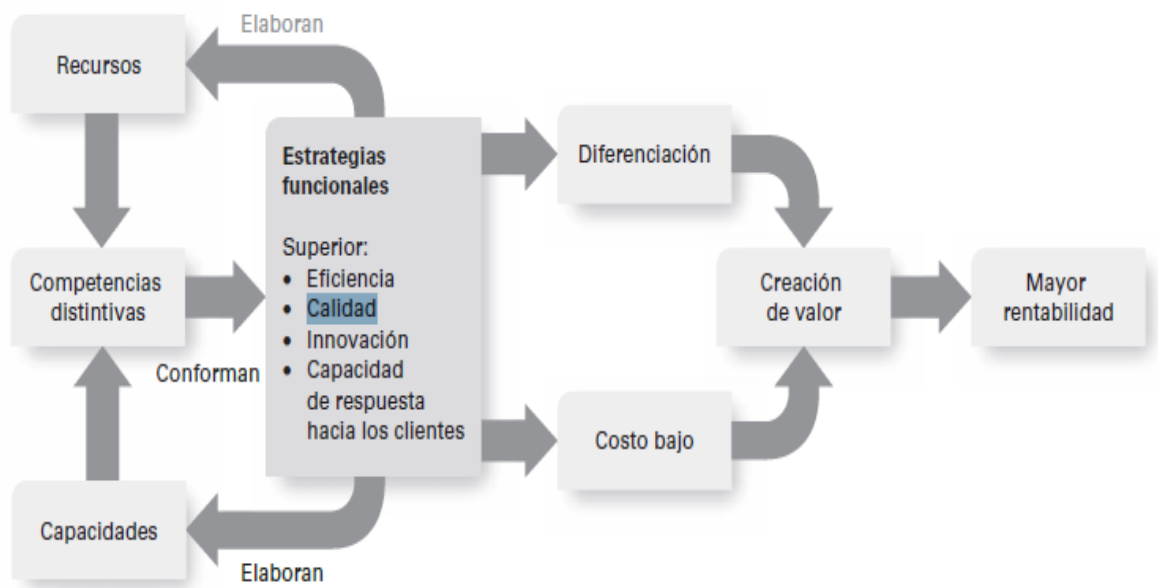 Elaboran
Recursos
Estrategias
funcionales
Superior:
• Eficiencia
• Calidad
• Innovación
• Capacidad
de respuesta
hacia los clientes
Diferenciación
Competencias
distintivas
Conforman
Creación
de valor
Mayor
rentabilidad
Costo bajo
Capacidades
Elaboran